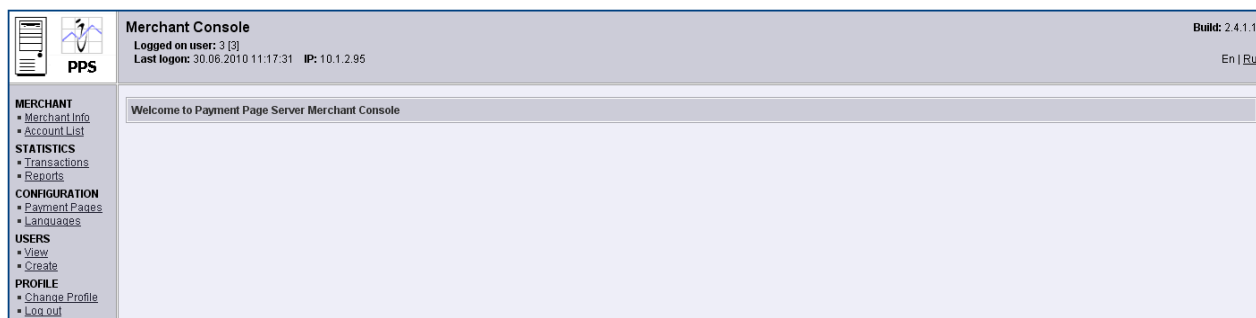 PPS
Merchant Console
Logged on user: 3 [3]
Last logon: 30.06.2010 11:17:31 IP: 10.1.2.95
Build: 2.4.1.1
En | Ru
MERCHANT
Merchant Info
Account List
STATISTICS
Transactions
Reports
CONFIGURATION
Payment Pages
Languages
USERS
View
Create
PROFILE
Change Profile
Log out
Welcome to Payment Page Server Merchant Console